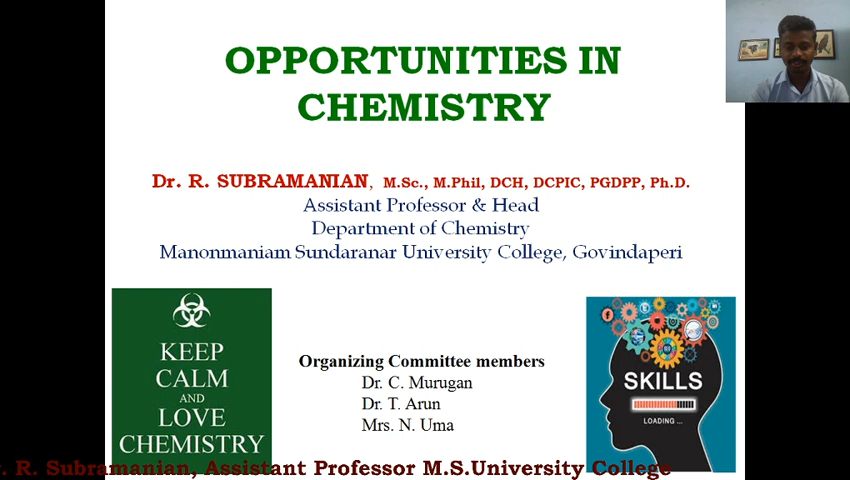 OPPORTUNITIES IN
CHEMISTRY
Dr. R. SUBRAMANIAN, M.Sc., M.Phil, DCH, DCPIC, PGDPP, Ph.D.
Assistant Professor & Head
Department of Chemistry
Manonmaniam Sundaranar University College, Govindaperi
KEEP
CALM
AND
LOVE
CHEMISTRY
Organizing Committee members
Dr. C. Murugan
Dr. T. Arun
Mrs. N. Uma
SKILLS
LOADING ...
. R. Subramanian, Assistant Professor M.S.University College